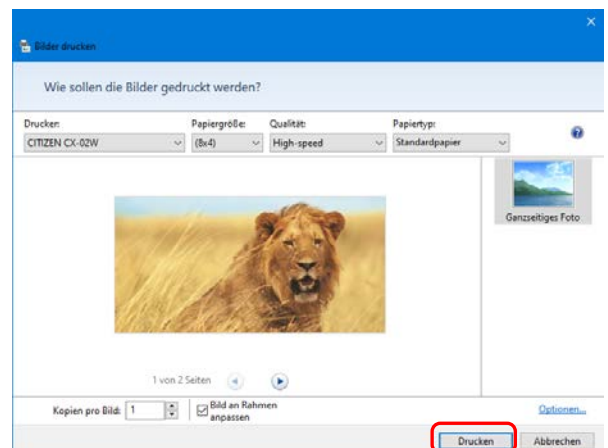 Bilder drucken
Wie sollen die Bilder gedruckt werden?
Drucker: Papiergröße: Qualität: Papiertyp:
CITIZEN CX-02W (8x4) High-speed Standardpapier
Ganzseitiges Foto
1 von 2 Seiten
Kopien pro Bild: 1 Bild an Rahmen
anpassen
Optionen...
Drucken Abbrechen